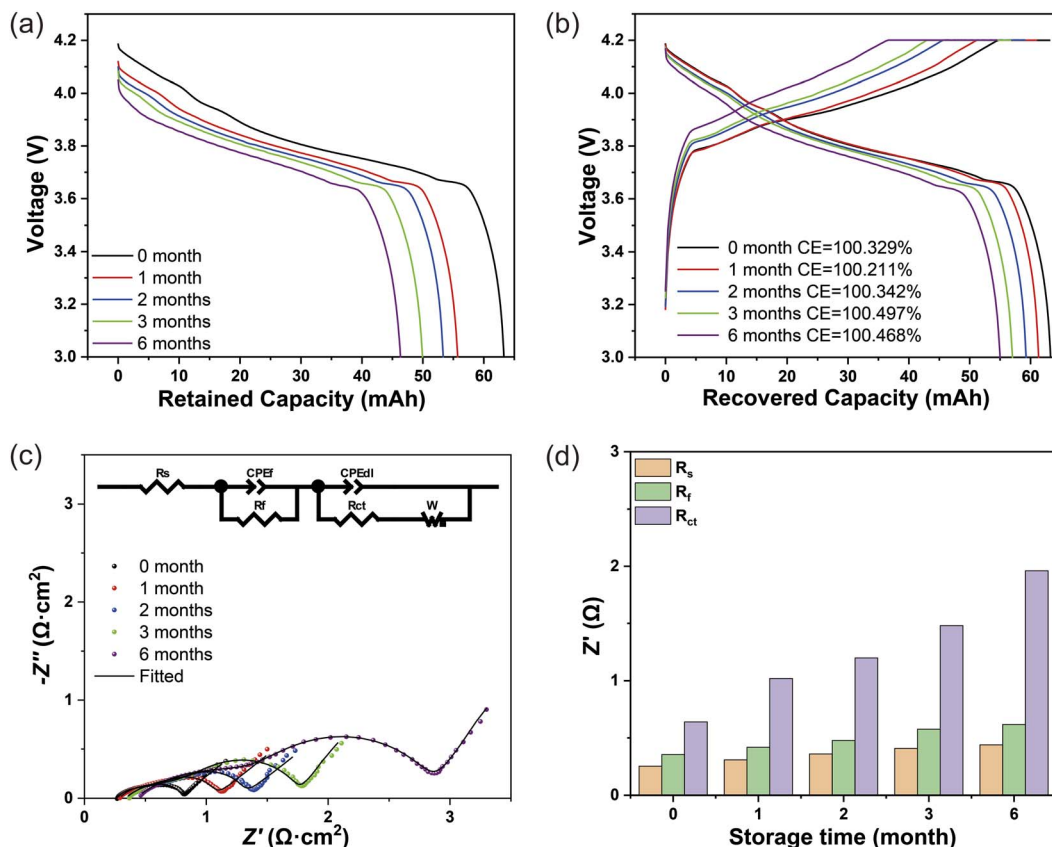 (a)
Voltage (V)
4.2
4.0
3.8
3.6
3.4
3.2
3.0
0 month
1 month
2 months
3 months
6 months
0 10 20 30 40 50 60
Retained Capacity (mAh)
(b)
Voltage (V)
4.2
4.0
3.8
3.6
3.4
3.2
3.0
0 month CE=100.329%
1 month CE=100.211%
2 months CE=100.342%
3 months CE=100.497%
6 months CE=100.468%
0 10 20 30 40 50 60
Recovered Capacity (mAh)
(c)
-Z″ (Ω·cm²)
3
2
1
0
Rs CPEf CPEdl
Rf Rct W
0 month
1 month
2 months
3 months
6 months
Fitted
0 1 2 3
Z′ (Ω·cm²)
(d)
Z' (Ω)
3
2
1
0
Rs
Rf
Rct
0 1 2 3 6
Storage time (month)